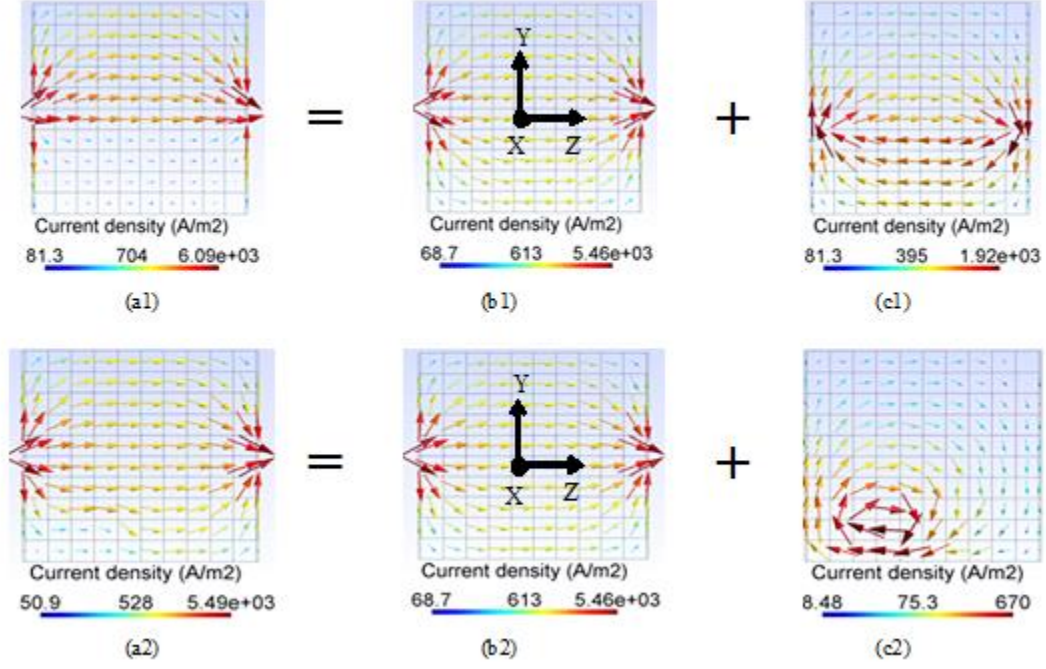 Y
= +
X Z
Current density (A/m2) Current density (A/m2) Current density (A/m2)
81.3 704 6.09e+03 68.7 613 5.46e+03 81.3 395 1.92e+03
(a1) (b1) (c1)
Y
= +
X Z
Current density (A/m2) Current density (A/m2) Current density (A/m2)
50.9 528 5.49e+03 68.7 613 5.46e+03 8.48 75.3 670
(a2) (b2) (c2)